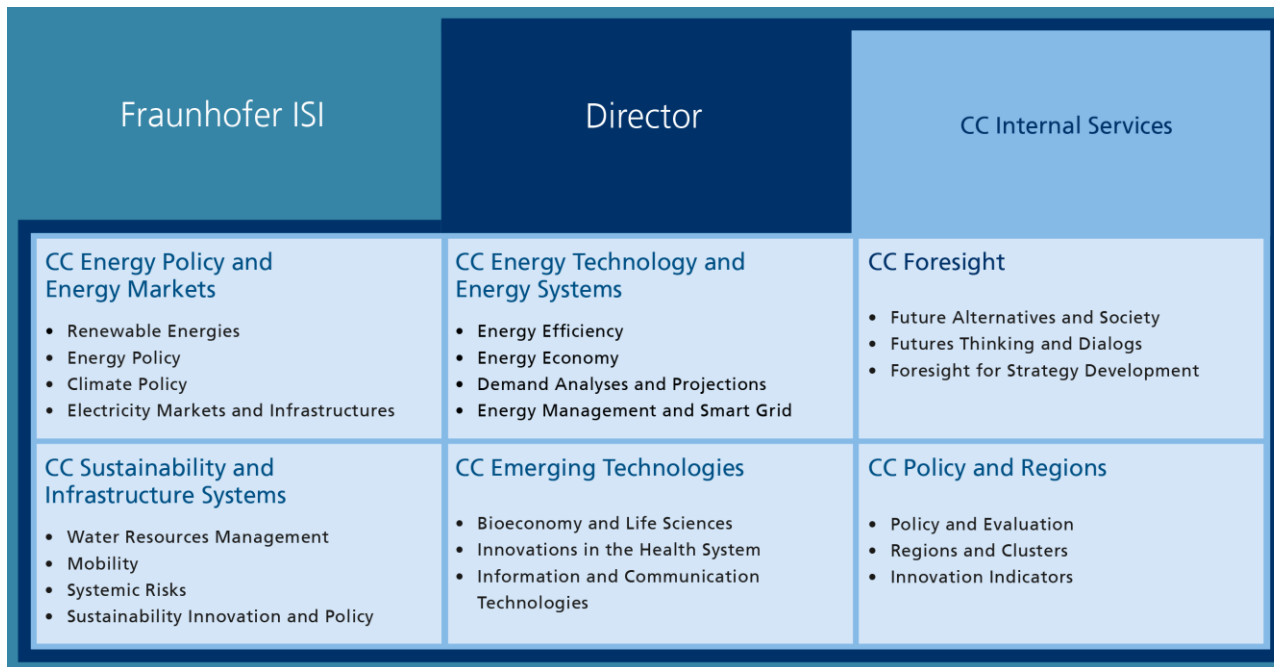 Fraunhofer ISI
Director
CC Internal Services
CC Energy Policy and
Energy Markets
• Renewable Energies
• Energy Policy
• Climate Policy
• Electricity Markets and Infrastructures
CC Energy Technology and
Energy Systems
• Energy Efficiency
• Energy Economy
• Demand Analyses and Projections
• Energy Management and Smart Grid
CC Foresight
• Future Alternatives and Society
• Futures Thinking and Dialogs
• Foresight for Strategy Development
CC Sustainability and
Infrastructure Systems
• Water Resources Management
• Mobility
• Systemic Risks
• Sustainability Innovation and Policy
CC Emerging Technologies
• Bioeconomy and Life Sciences
• Innovations in the Health System
• Information and Communication
Technologies
CC Policy and Regions
• Policy and Evaluation
• Regions and Clusters
• Innovation Indicators